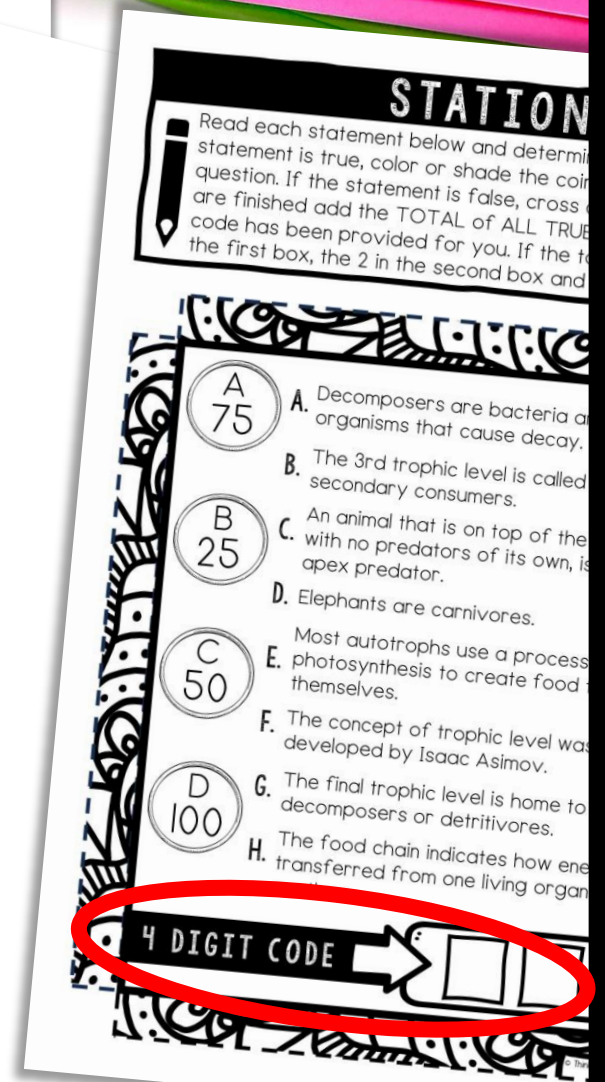 STATION
Read each statement below and determi
statement is true, color or shade the coi
question. If the statement is false, cross
are finished add the TOTAL of ALL TRUE
code has been provided for you. If the t
the first box, the 2 in the second box and
A
75
A. Decomposers are bacteria a
organisms that cause decay.
B. The 3rd trophic level is called
secondary consumers.
B
25
C. An animal that is on top of the
with no predators of its own, is
apex predator.
D. Elephants are carnivores.
C
50
E. Most autotrophs use a process
photosynthesis to create food
themselves.
F. The concept of trophic level was
developed by Isaac Asimov.
D
100
G. The final trophic level is home to
decomposers or detritivores.
H. The food chain indicates how ene
transferred from one living organ
4 DIGIT CODE
© Thin